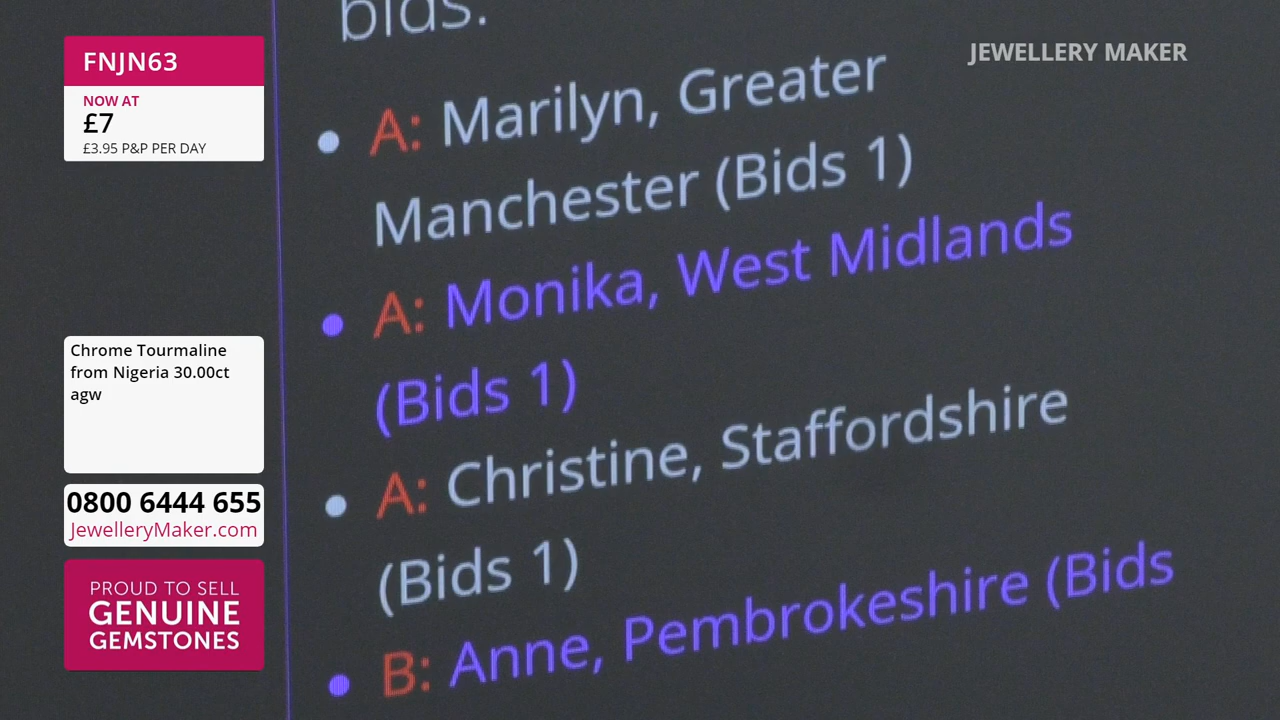 FNJN63
NOW AT
£7
£3.95 P&P PER DAY
Chrome Tourmaline
from Nigeria 30.00ct
agw
0800 6444 655
JewelleryMaker.com
PROUD TO SELL
GENUINE
GEMSTONES
JEWELLERY MAKER
bids.
• A: Marilyn, Greater
Manchester (Bids 1)
• A: Monika, West Midlands
(Bids 1)
• A: Christine, Staffordshire
(Bids 1)
• B: Anne, Pembrokeshire (Bids